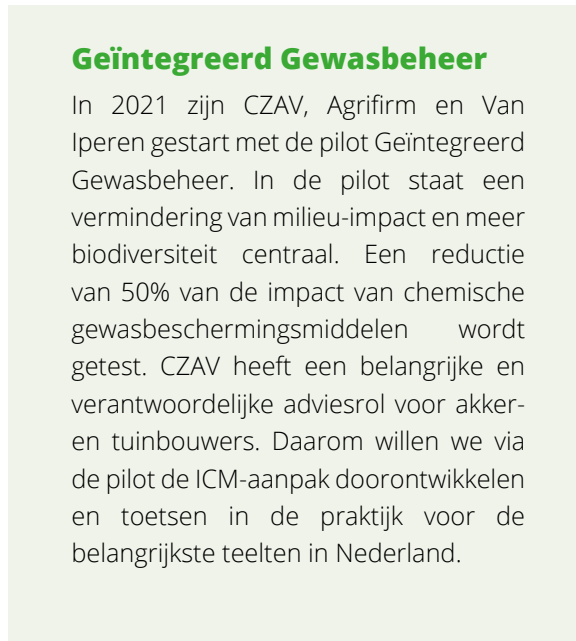 Geïntegreerd Gewasbeheer
In 2021 zijn CZAV, Agrifirm en Van
Iperen gestart met de pilot Geïntegreerd
Gewasbeheer. In de pilot staat een
vermindering van milieu-impact en meer
biodiversiteit centraal. Een reductie
van 50% van de impact van chemische
gewasbeschermingsmiddelen wordt
getest. CZAV heeft een belangrijke en
verantwoordelijke adviesrol voor akker-
en tuinbouwers. Daarom willen we via
de pilot de ICM-aanpak doorontwikkelen
en toetsen in de praktijk voor de
belangrijkste teelten in Nederland.